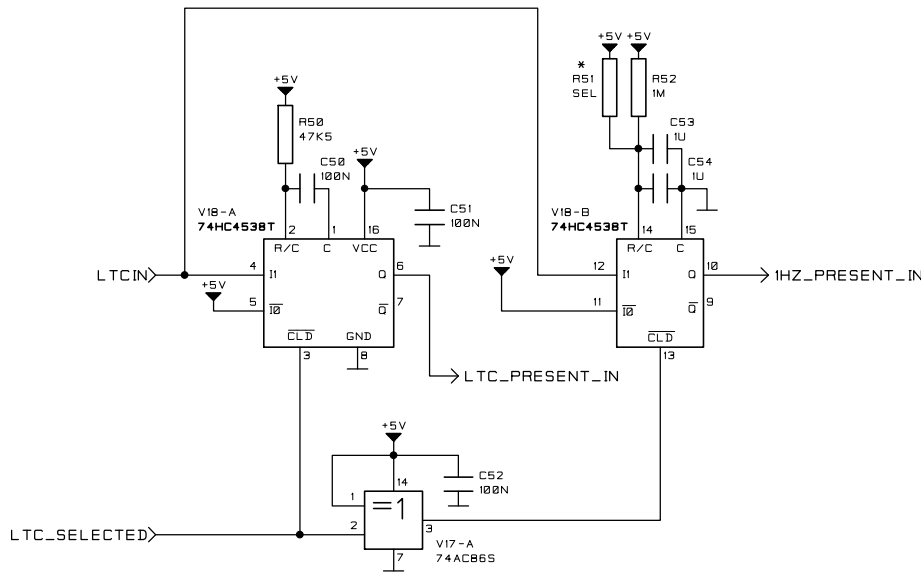 +5V +5V
*
R51
SEL
R52
1M
+5V
R50
47K5
C53
1U
C50
100N
+5V
C54
1U
C51
100N
V18-A
74HC4538T
V18-B
74HC4538T
2 1 16
R/C C VCC
14 15
R/C C
LTCIN
4 I1
Q 6
+5V
5 I0
Q 7
CLD GND
3 8
+5V
12 I1
Q 10
1HZ_PRESENT_IN
11 I0
Q 9
CLD
13
LTC_PRESENT_IN
+5V
14
C52
100N
1
=1
2
3
LTC_SELECTED
7
V17-A
74AC86S